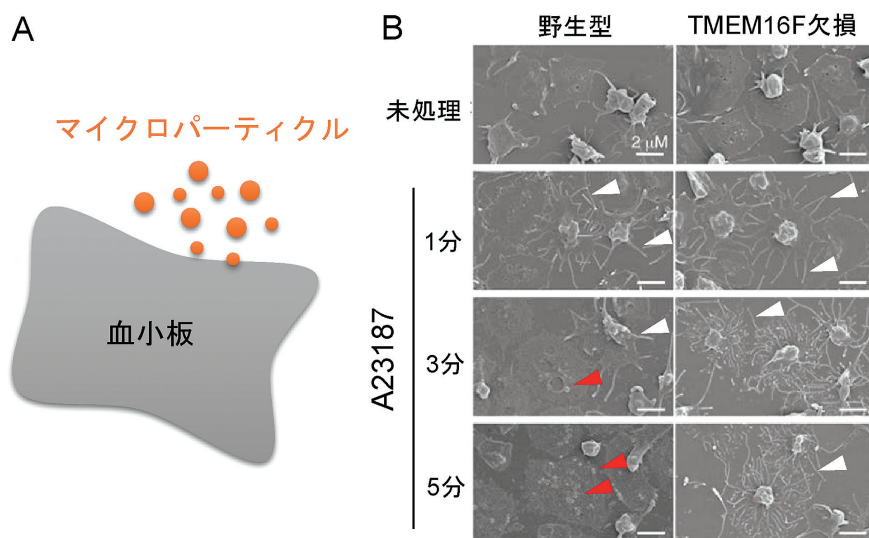 A
マイクロパーティクル
血小板
B
野生型
TMEM16F欠損
未処理
2 μM
A23187
1分
3分
5分